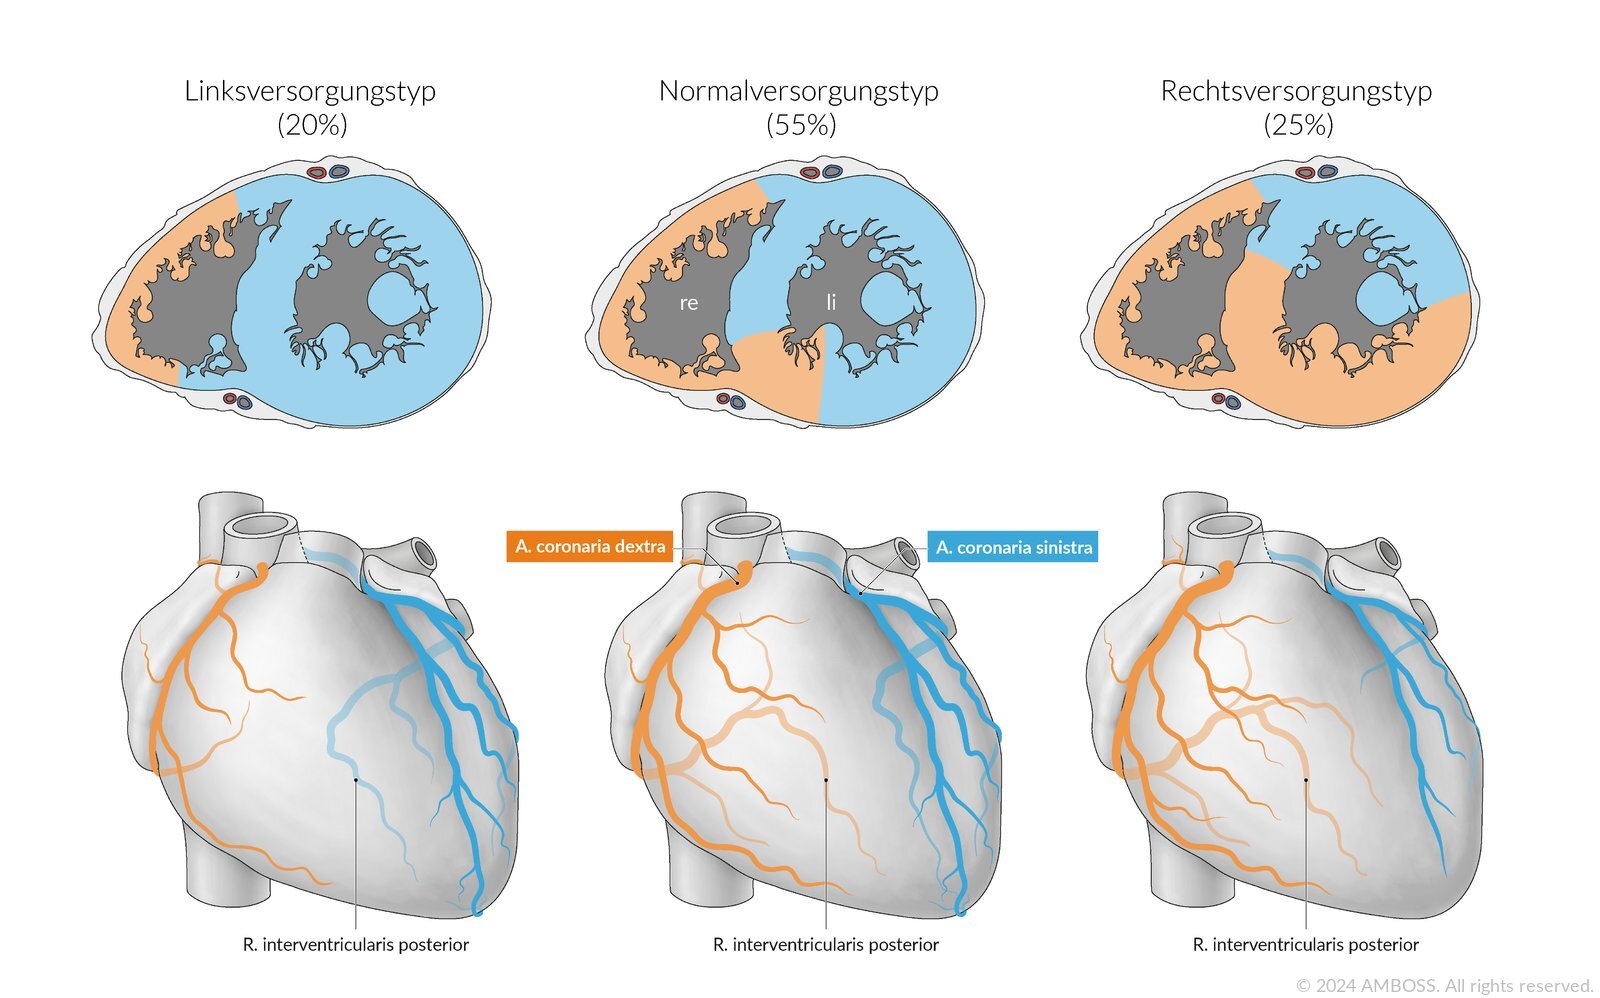 Linksversorgungstyp
(20%)
Normalversorgungstyp
(55%)
Rechtsversorgungstyp
(25%)
re
li
A. coronaria dextra
A. coronaria sinistra
R. interventricularis posterior
R. interventricularis posterior
R. interventricularis posterior
© 2024 AMBOSS. All rights reserved.